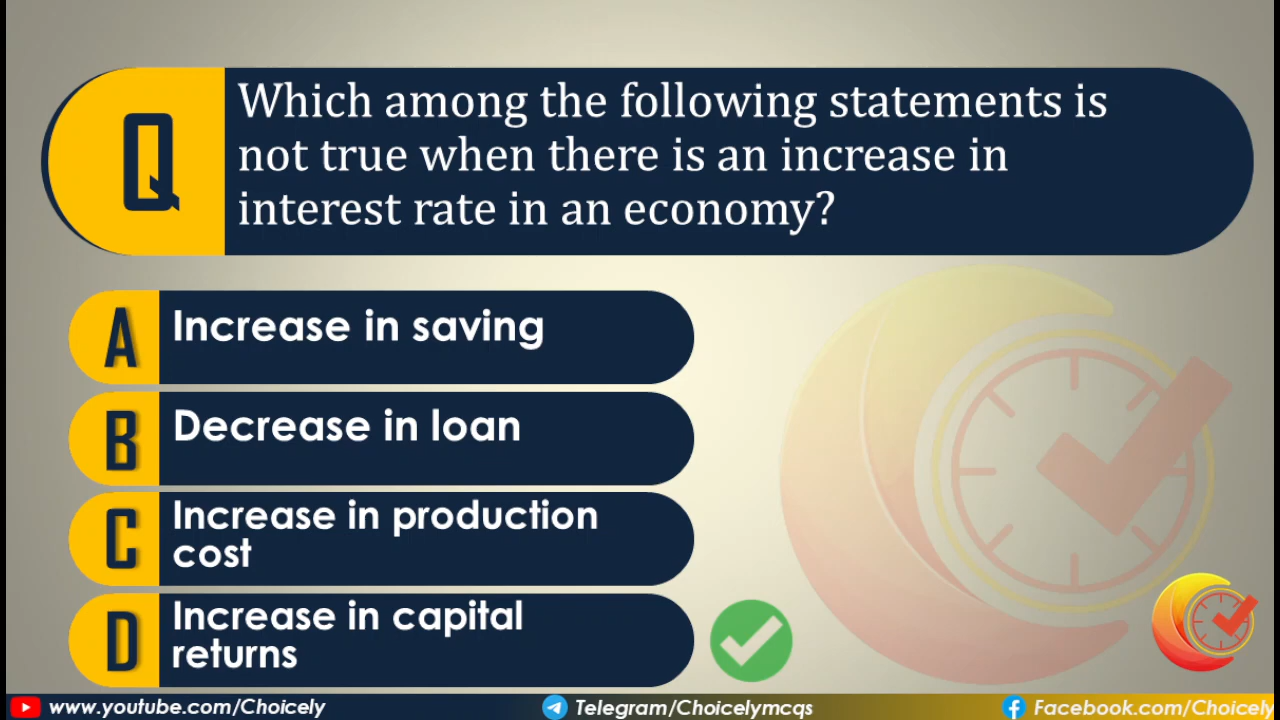 Q
Which among the following statements is
not true when there is an increase in
interest rate in an economy?
A
Increase in saving
B
Decrease in loan
C
Increase in production
cost
D
Increase in capital
returns
www.youtube.com/Choicely
Telegram/Choicelymcqs
Facebook.com/Choicely